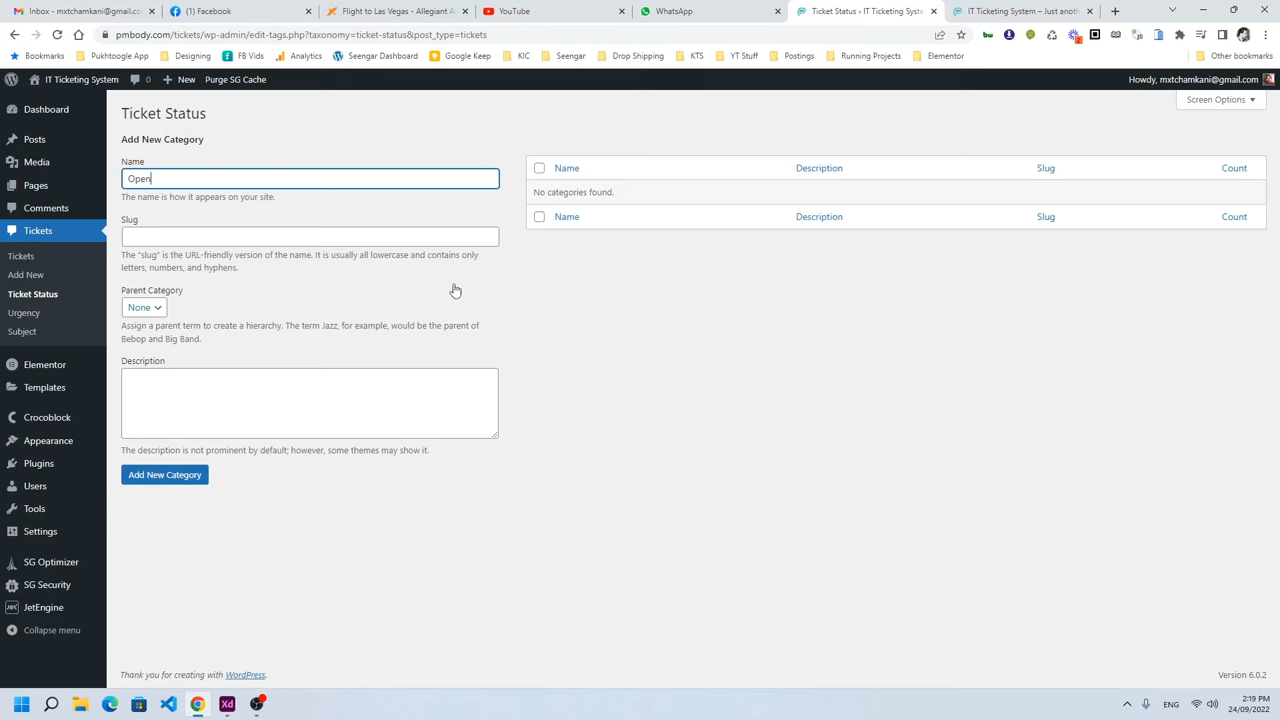 Inbox - mxtchamkani@gmail.com
(1) Facebook
Flight to Las Vegas - Allegiant A
YouTube
WhatsApp
Ticket Status ‹ IT Ticketing Syste
IT Ticketing System – Just anoth
pmbody.com/tickets/wp-admin/edit-tags.php?taxonomy=ticket-status&post_type=tickets
Bookmarks
Pukhtoogle App
Designing
FB Vids
Analytics
Seengar Dashboard
Google Keep
KIC
Seengar
Drop Shipping
KTS
YT Stuff
Postings
Running Projects
Elementor
Other bookmarks
IT Ticketing System
0
New
Purge SG Cache
Howdy, mxtchamkani@gmail.com
Dashboard
Posts
Media
Pages
Comments
Tickets
Tickets
Add New
Ticket Status
Urgency
Subject
Elementor
Templates
Crocoblock
Appearance
Plugins
Users
Tools
Settings
SG Optimizer
SG Security
JetEngine
Collapse menu
Screen Options
Ticket Status
Add New Category
Name
Open
The name is how it appears on your site.
Slug
The “slug” is the URL-friendly version of the name. It is usually all lowercase and contains only
letters, numbers, and hyphens.
Parent Category
None
Assign a parent term to create a hierarchy. The term Jazz, for example, would be the parent of
Bebop and Big Band.
Description
The description is not prominent by default; however, some themes may show it.
Add New Category
Name Description Slug Count
No categories found.
Name Description Slug Count
Thank you for creating with WordPress.
Version 6.0.2
ENG
2:19 PM
24/09/2022